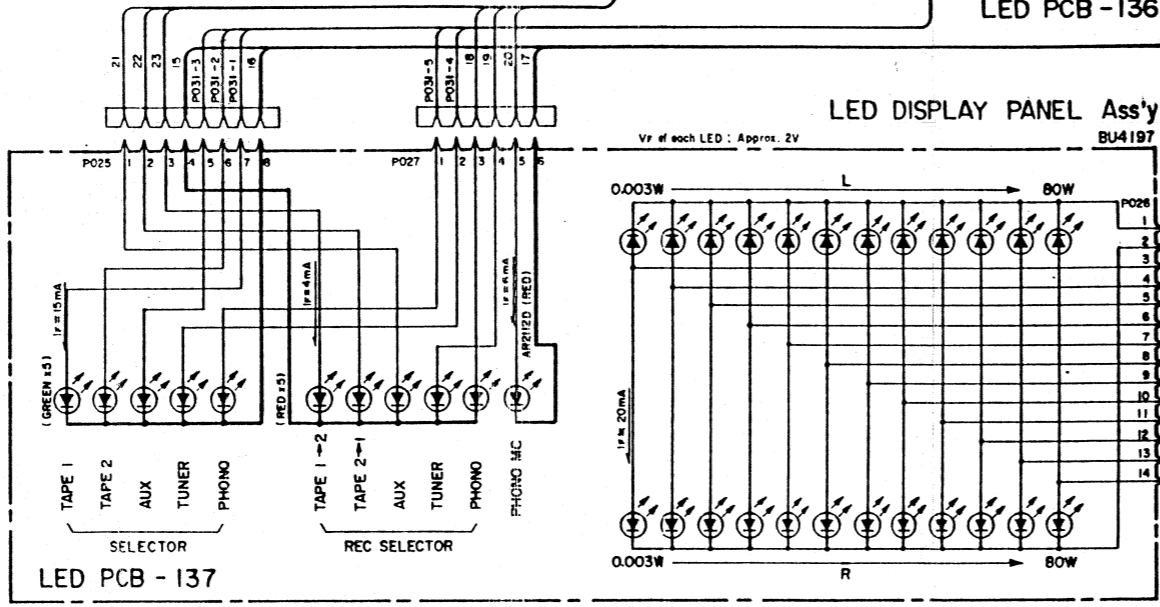 LED PCB - 136
21
22
23
15
P031-3
P031-2
P031-1
16
P031-5
P031-4
18
19
20
17
LED DISPLAY PANEL Ass'y
BU4197
VF of each LED : Approx. 2V
P025
1
2
3
4
5
6
7
8
P027
1
2
3
4
5
6
P026
1
2
3
4
5
6
7
8
9
10
11
12
13
14
0.003W
L
80W
IF = 15mA
IF = 4mA
IF = 6mA
AR2112D (RED)
IF ≒ 20mA
(GREEN x5)
(RED x5)
TAPE 1
TAPE 2
AUX
TUNER
PHONO
TAPE 1→2
TAPE 2→1
AUX
TUNER
PHONO
PHONO MC
SELECTOR
REC SELECTOR
0.003W
R
80W
LED PCB - 137